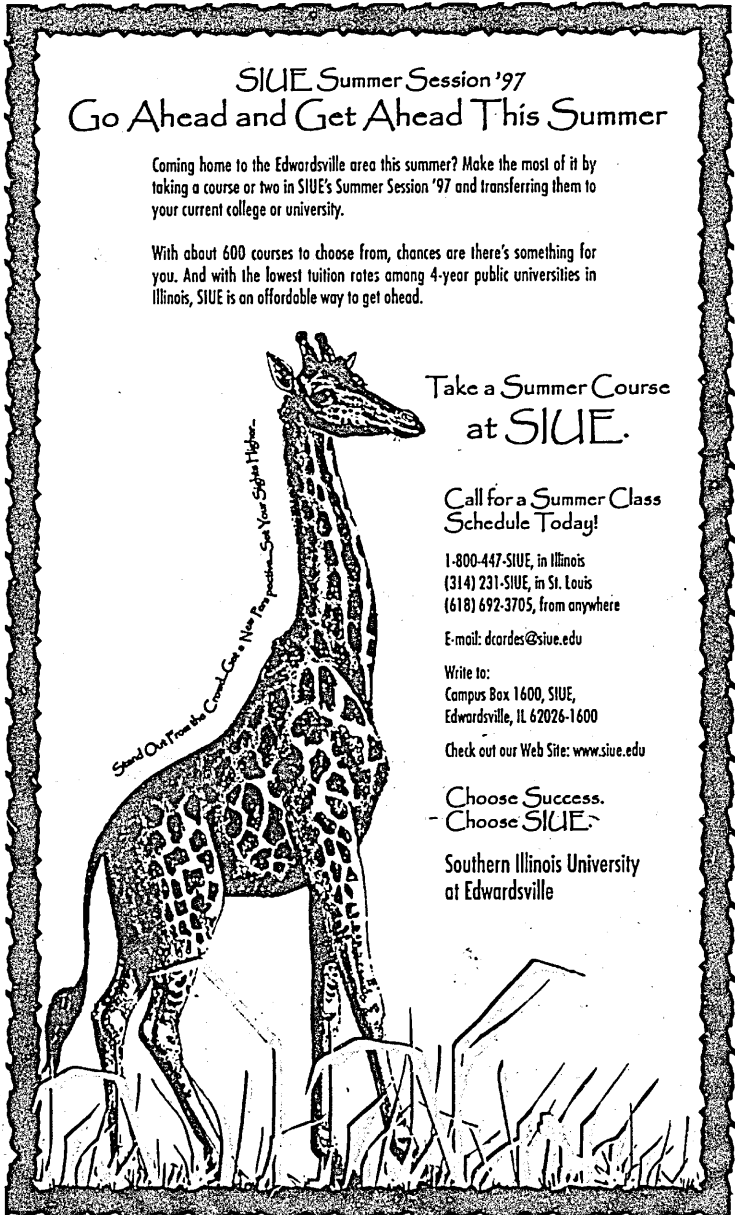 SIUE Summer Session '97
Go Ahead and Get Ahead This Summer
Coming home to the Edwardsville area this summer? Make the most of it by
taking a course or two in SIUE's Summer Session '97 and transferring them to
your current college or university.
With about 600 courses to choose from, chances are there's something for
you. And with the lowest tuition rates among 4-year public universities in
Illinois, SIUE is an affordable way to get ahead.
Take a Summer Course
at SIUE.
Stand Out From the Crowd...Get a New Perspective...Set Your Sights Higher...
Call for a Summer Class
Schedule Today!
1-800-447-SIUE, in Illinois
(314) 231-SIUE, in St. Louis
(618) 692-3705, from anywhere
E-mail: dcordes@siue.edu
Write to:
Campus Box 1600, SIUE,
Edwardsville, IL 62026-1600
Check out our Web Site: www.siue.edu
Choose Success.
Choose SIUE.
Southern Illinois University
at Edwardsville